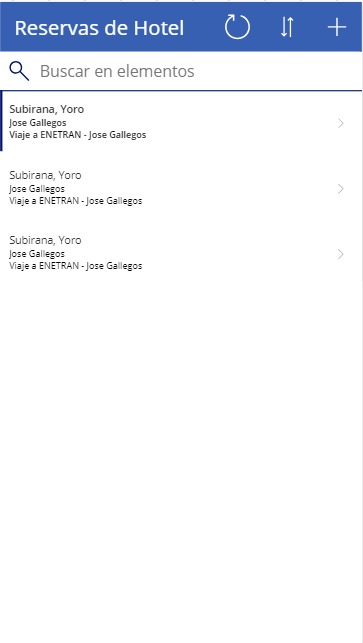 Reservas de Hotel
Buscar en elementos
Subirana, Yoro
Jose Gallegos
Viaje a ENETRAN - Jose Gallegos
Subirana, Yoro
Jose Gallegos
Viaje a ENETRAN - Jose Gallegos
Subirana, Yoro
Jose Gallegos
Viaje a ENETRAN - Jose Gallegos